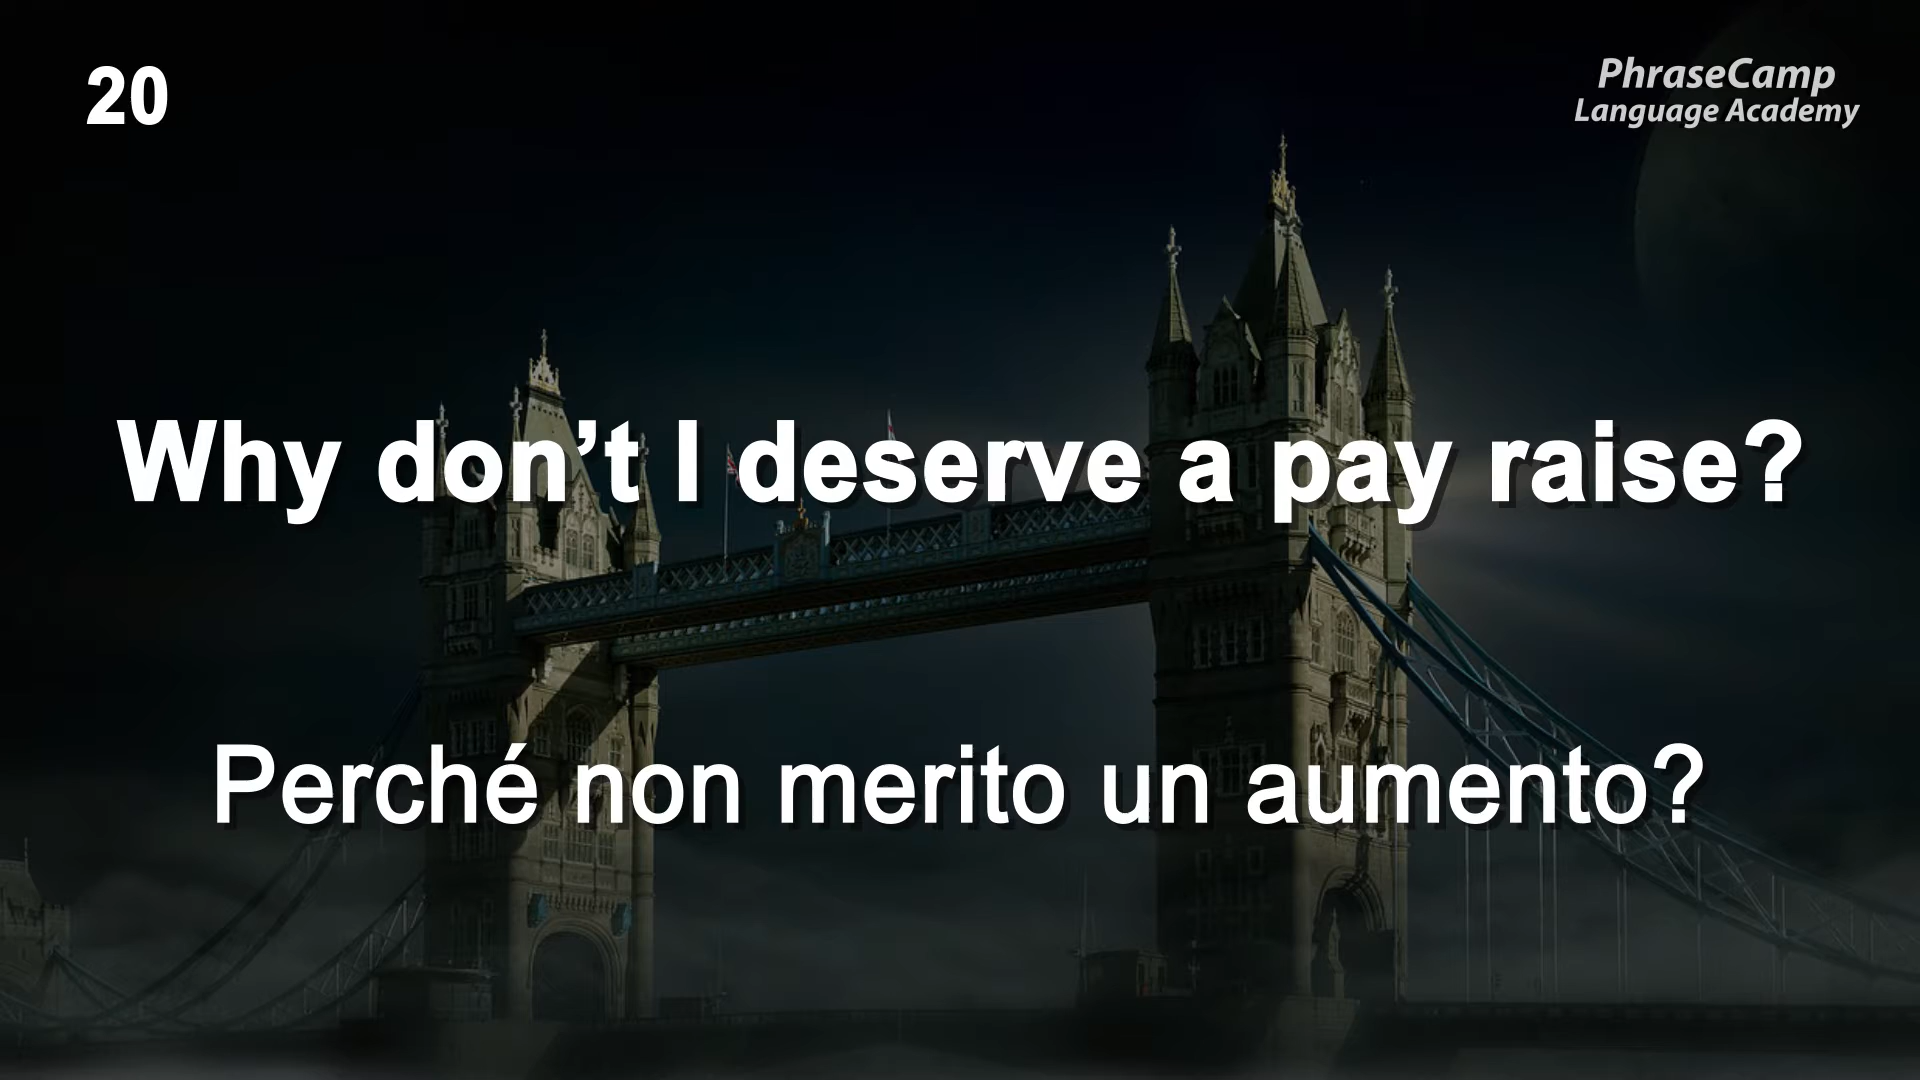 20
PhraseCamp
Language Academy
Why don’t I deserve a pay raise?
Perché non merito un aumento?